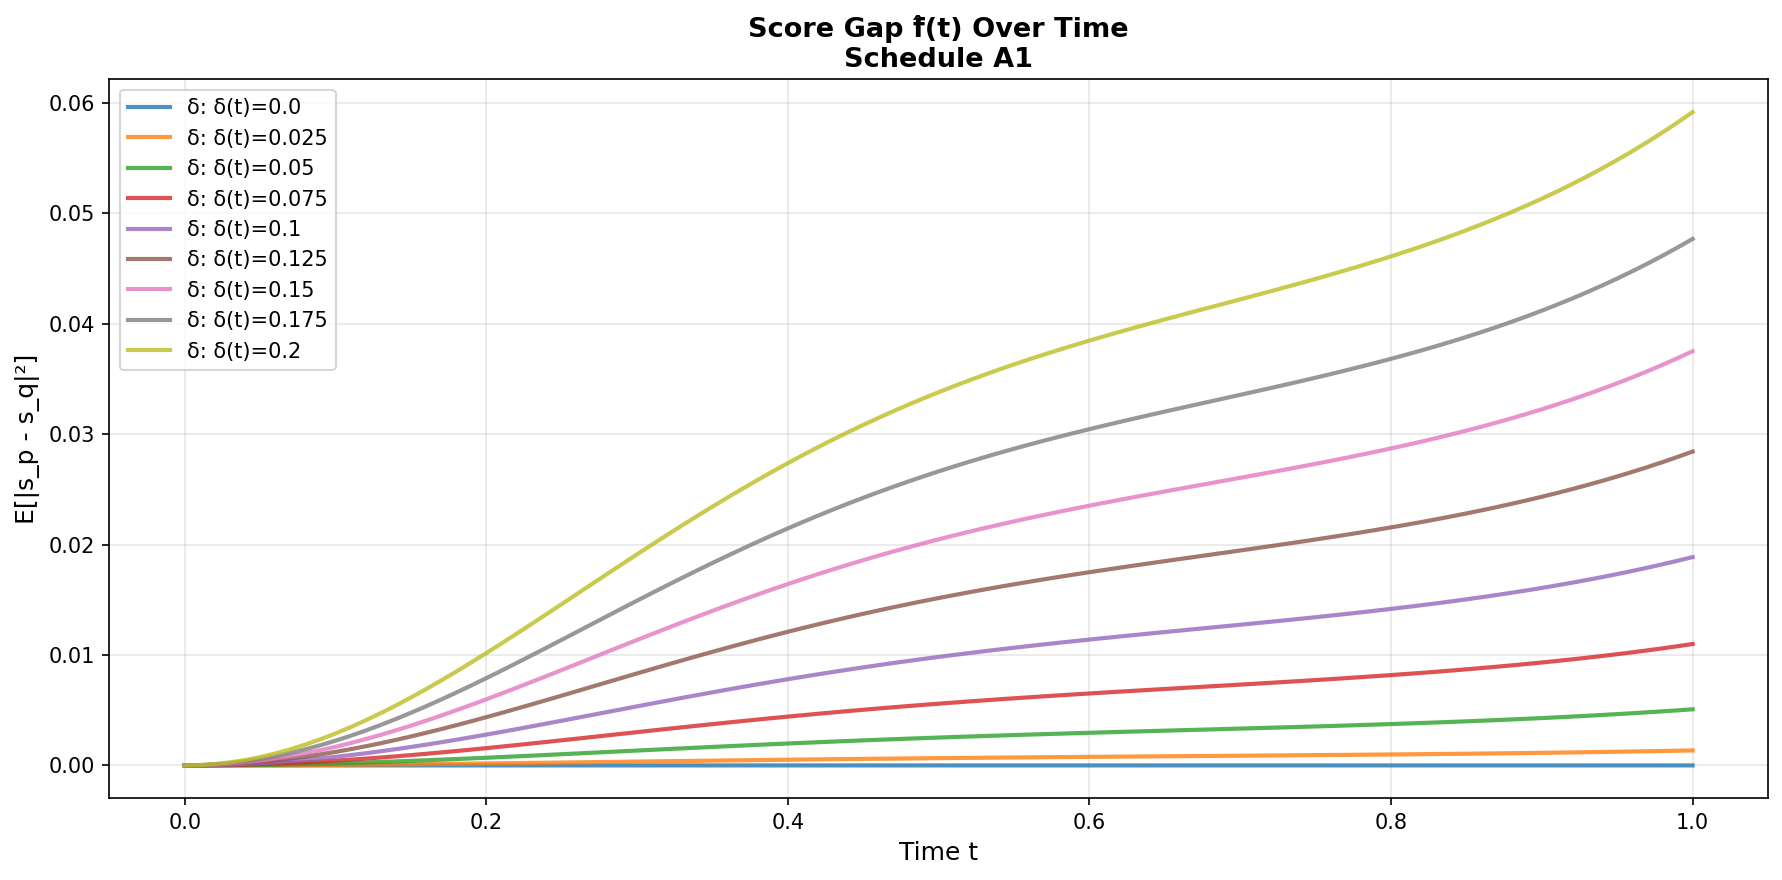 Score Gap f̂(t) Over Time
Schedule A1
E[|s_p - s_q|²]
0.06
0.05
0.04
0.03
0.02
0.01
0.00
δ: δ(t)=0.0
δ: δ(t)=0.025
δ: δ(t)=0.05
δ: δ(t)=0.075
δ: δ(t)=0.1
δ: δ(t)=0.125
δ: δ(t)=0.15
δ: δ(t)=0.175
δ: δ(t)=0.2
0.0 0.2 0.4 0.6 0.8 1.0
Time t